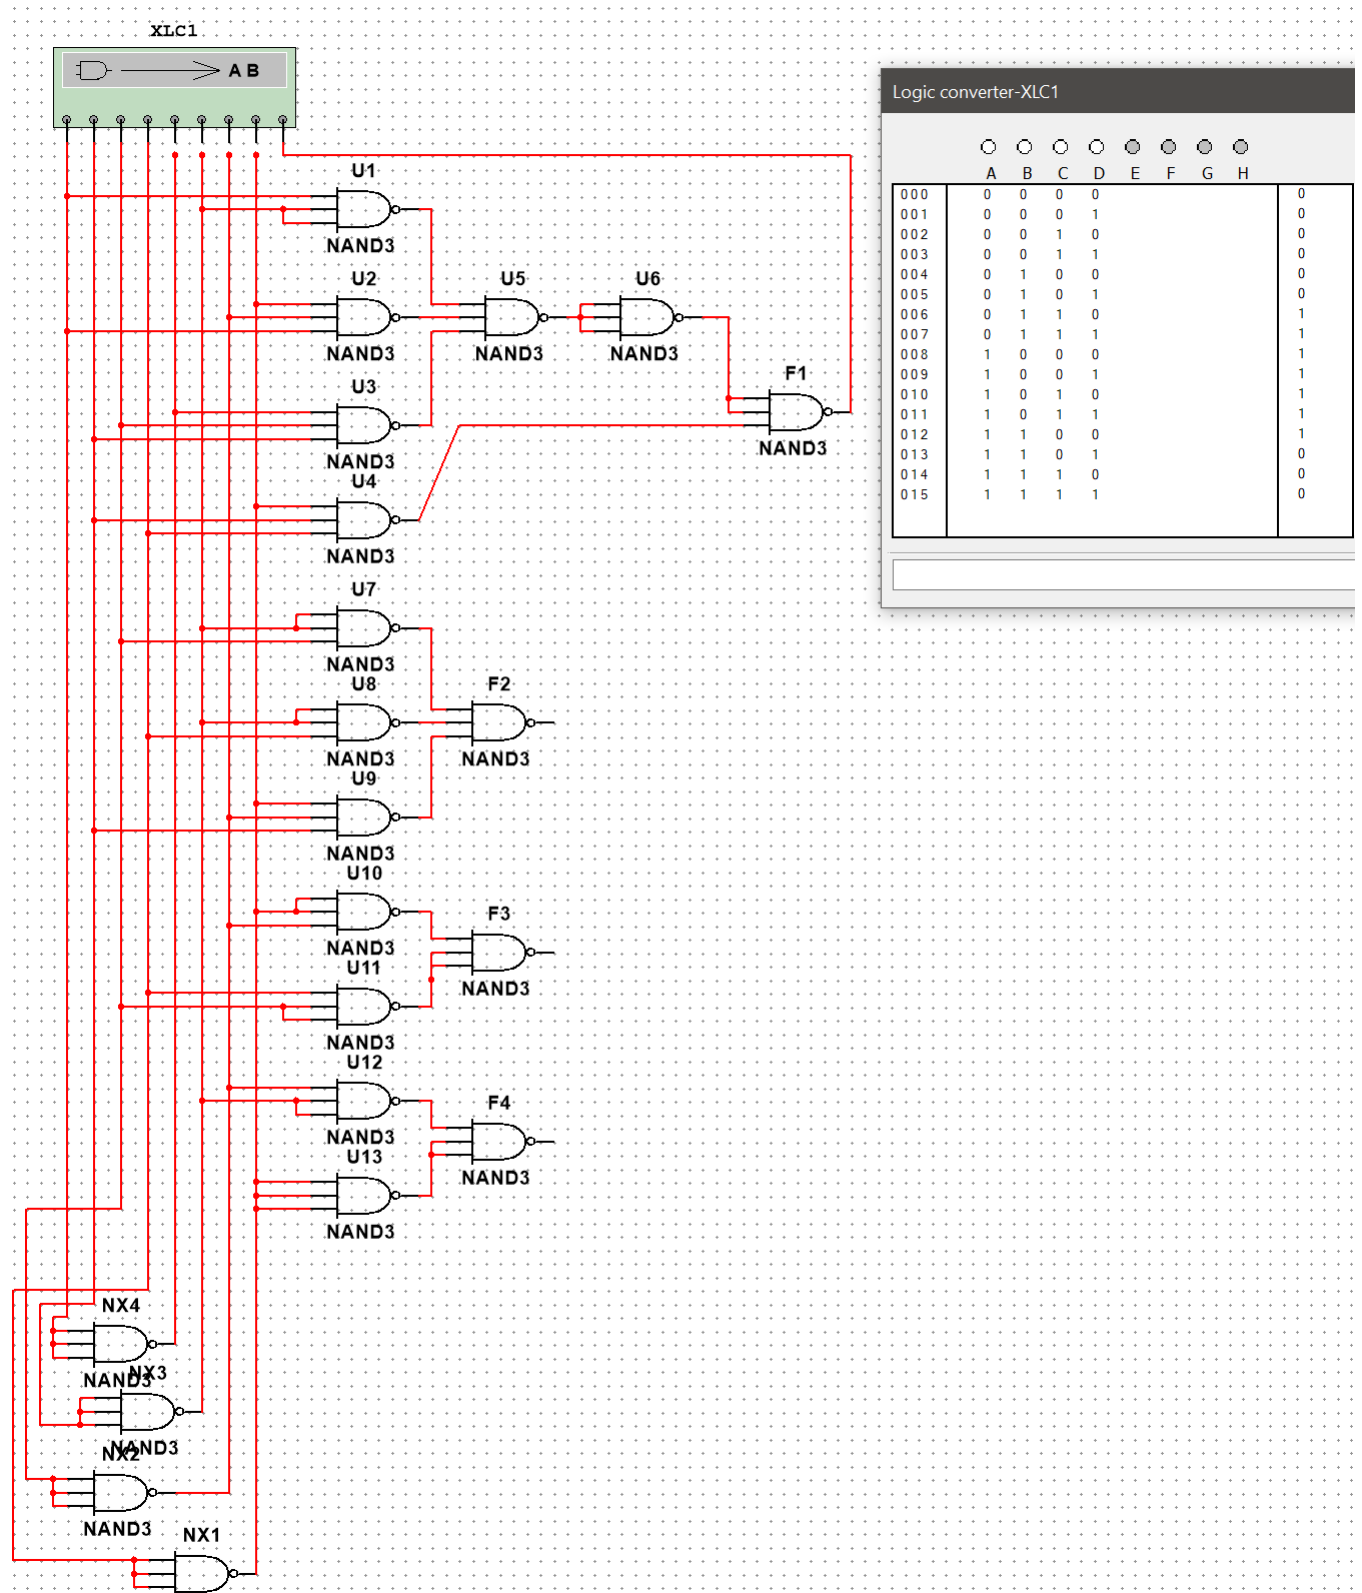 XLC1
A B
Logic converter-XLC1
A B C D E F G H
000 0 0 0 0 0
001 0 0 0 1 0
002 0 0 1 0 0
003 0 0 1 1 0
004 0 1 0 0 0
005 0 1 0 1 0
006 0 1 1 0 1
007 0 1 1 1 1
008 1 0 0 0 1
009 1 0 0 1 1
010 1 0 1 0 1
011 1 0 1 1 1
012 1 1 0 0 1
013 1 1 0 1 0
014 1 1 1 0 0
015 1 1 1 1 0
U1
NAND3
U2
NAND3
U5
NAND3
U6
NAND3
U3
NAND3
F1
NAND3
U4
NAND3
U7
NAND3
U8
NAND3
F2
NAND3
U9
NAND3
U10
NAND3
F3
NAND3
U11
NAND3
U12
NAND3
F4
NAND3
U13
NAND3
NX4
NAND3
NX3
NAND3
NX2
NAND3
NX1